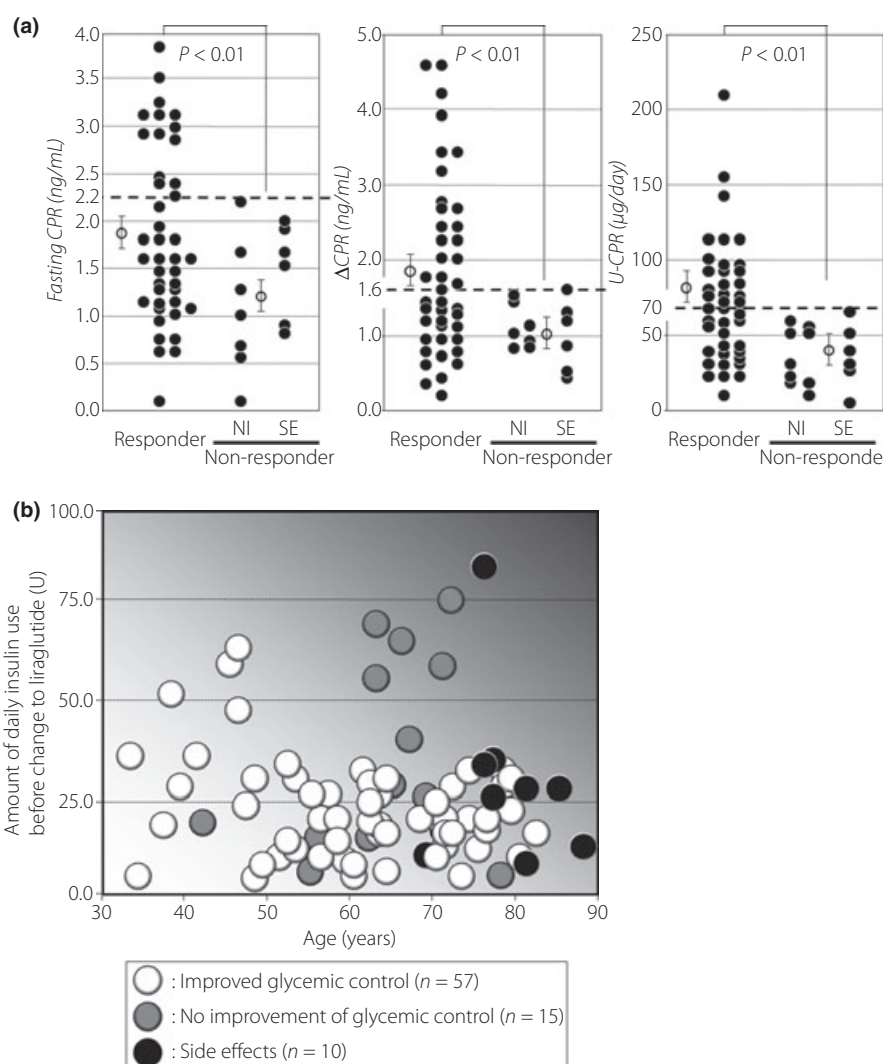 (a)
P < 0.01
Fasting CPR (ng/mL)
4.0
3.5
3.0
2.5
2.2
2.0
1.5
1.0
0.5
0.0
Responder
NI
SE
Non-responder
P < 0.01
ΔCPR (ng/mL)
5.0
4.0
3.0
2.0
1.6
1.0
0.0
Responder
NI
SE
Non-responder
P < 0.01
U-CPR (µg/day)
250
200
150
100
70
50
0
Responder
NI
SE
Non-responde
(b)
Amount of daily insulin use
before change to liraglutide (U)
100.0
75.0
50.0
25.0
0.0
30 40 50 60 70 80 90
Age (years)
: Improved glycemic control (n = 57)
: No improvement of glycemic control (n = 15)
: Side effects (n = 10)